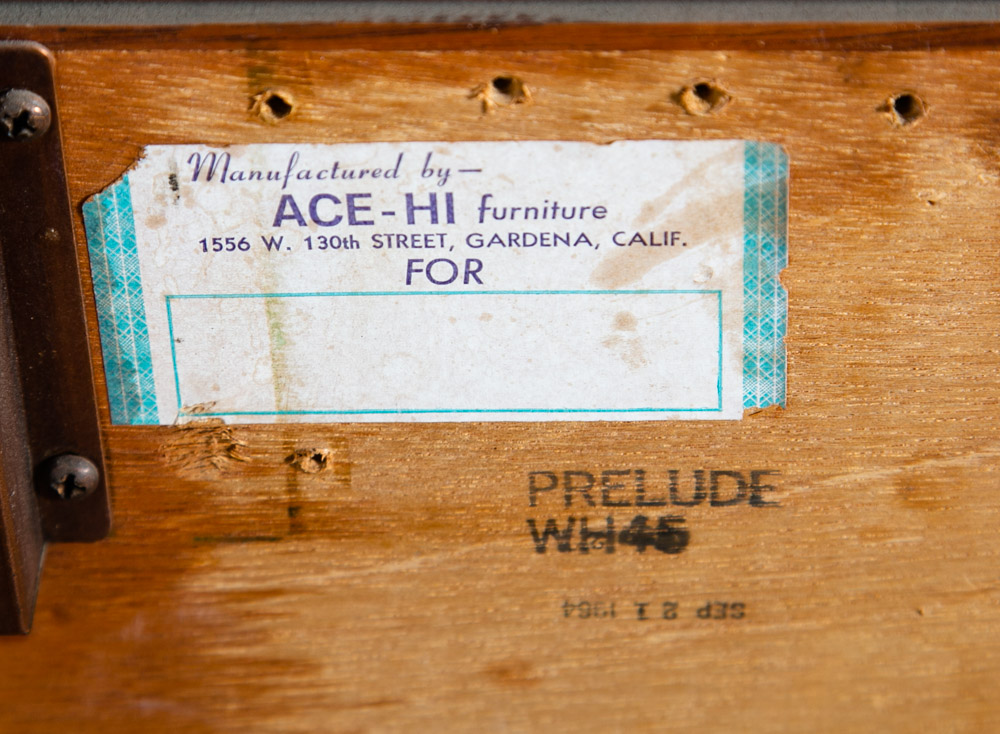 Manufactured by—
ACE-HI furniture
1556 W. 130th STREET, GARDENA, CALIF.
FOR
PRELUDE
WH45
SEP 21 1964